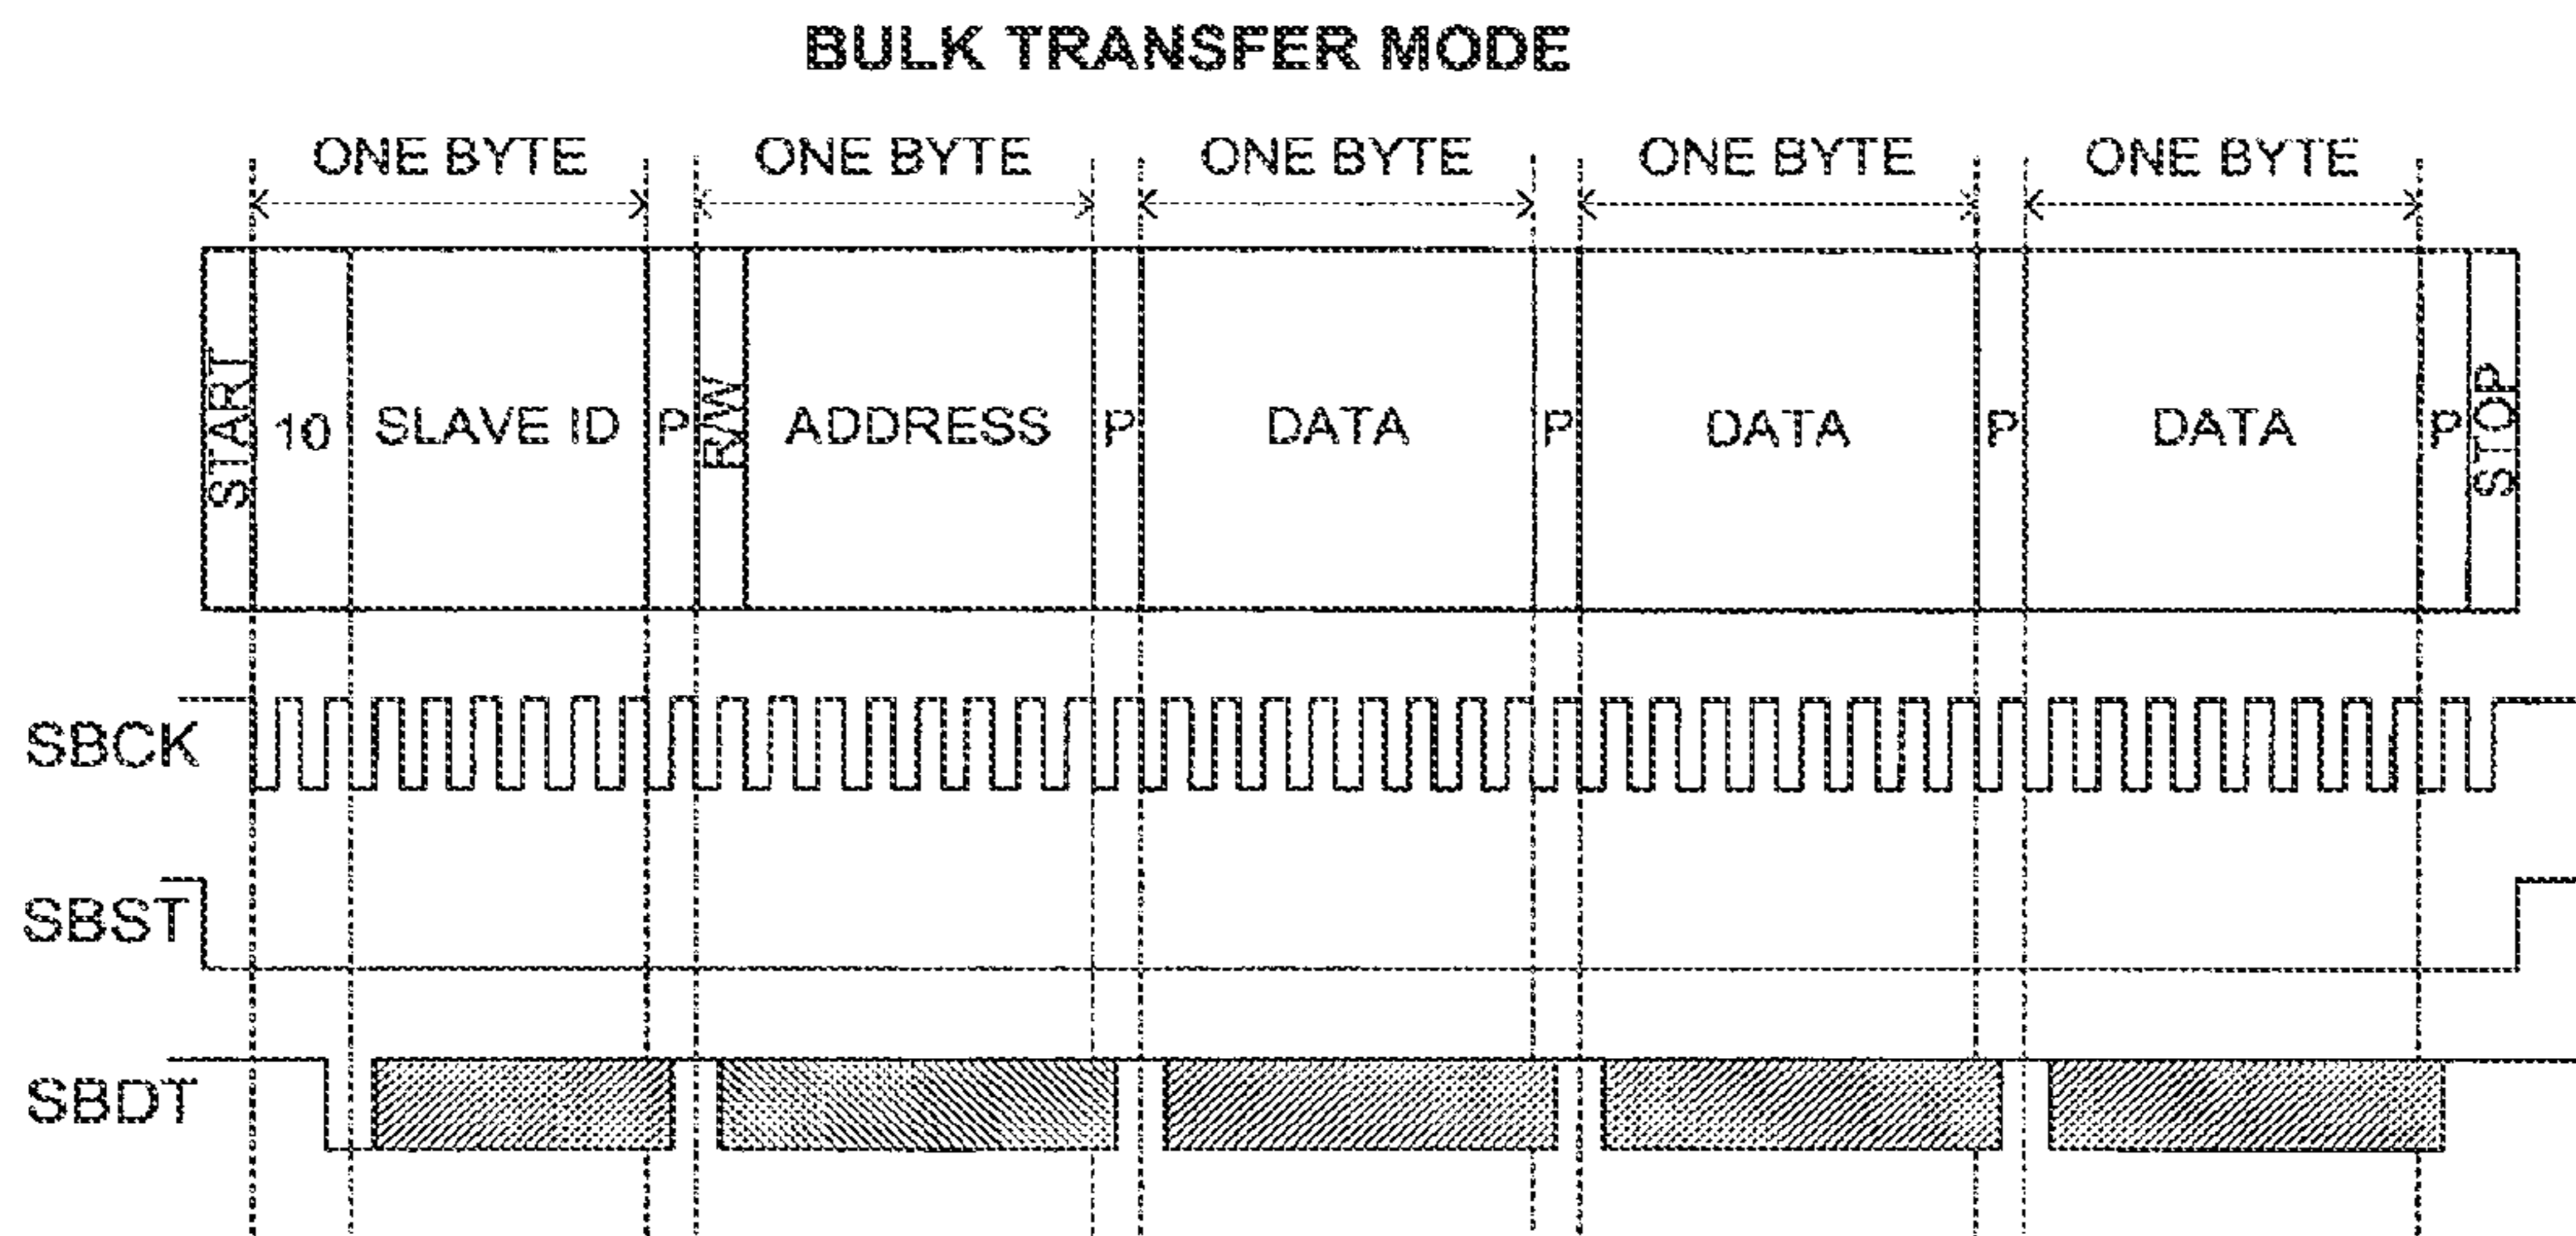 BULK TRANSFER MODE
ONE BYTE ONE BYTE ONE BYTE ONE BYTE ONE BYTE
START 10 SLAVE ID P R/W ADDRESS P DATA P DATA P DATA P STOP
SBCK
SBST
SBDT